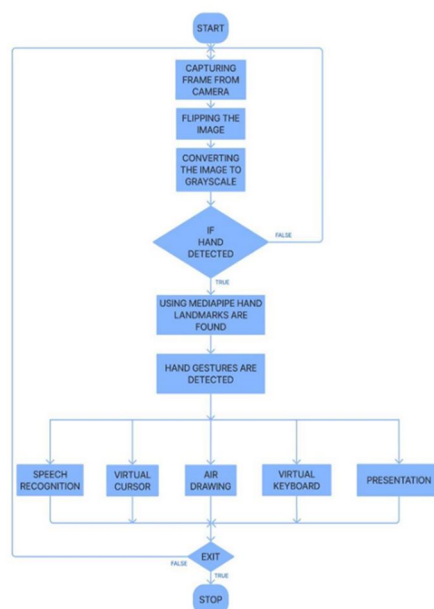 START
CAPTURING
FRAME FROM
CAMERA
FLIPPING THE
IMAGE
CONVERTING
THE IMAGE TO
GRAYSCALE
IF
HAND
DETECTED
FALSE
TRUE
USING MEDIAPIPE HAND
LANDMARKS ARE
FOUND
HAND GESTURES ARE
DETECTED
SPEECH
RECOGNITION
VIRTUAL
CURSOR
AIR
DRAWING
VIRTUAL
KEYBOARD
PRESENTATION
EXIT
FALSE
TRUE
STOP